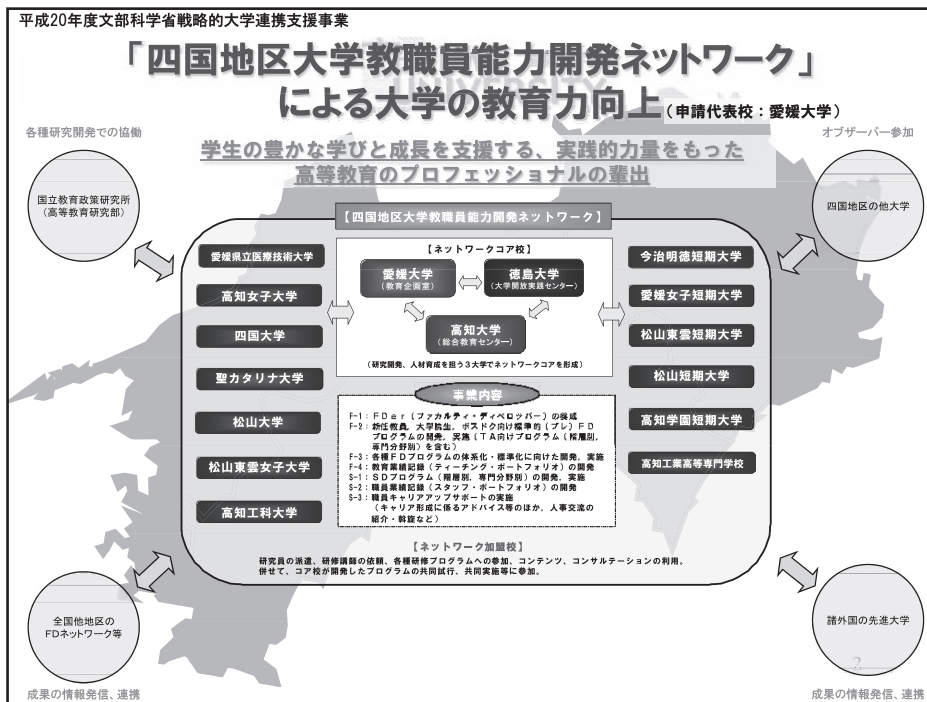 平成20年度文部科学省戦略的大学連携支援事業
「四国地区大学教職員能力開発ネットワーク」
による大学の教育力向上(申請代表校:愛媛大学)
学生の豊かな学びと成長を支援する、実践的力量をもった
高等教育のプロフェッショナルの輩出
各種研究開発での協働
国立教育政策研究所
(高等教育研究部)
オブザーバー参加
四国地区の他大学
【四国地区大学教職員能力開発ネットワーク】
愛媛県立医療技術大学
高知女子大学
四国大学
聖カタリナ大学
松山大学
松山東雲女子大学
高知工科大学
【ネットワークコア校】
愛媛大学
(教育企画室)
徳島大学
(大学開放実践センター)
高知大学
(総合教育センター)
(研究開発、人材育成を担う3大学でネットワークコアを形成)
今治明徳短期大学
愛媛女子短期大学
松山東雲短期大学
松山短期大学
高知学園短期大学
高知工業高等専門学校
事業内容
F-1:FDer(ファカルティ・ディベロッパー)の養成
F-2:新任教員、大学院生、ポスドク向け標準的(プレ)FD
プログラムの開発、実施(TA向けプログラム(階層別、
専門分野別)を含む)
F-3:各種FDプログラムの体系化・標準化に向けた開発、実施
F-4:教育業績記録(ティーチング・ポートフォリオ)の開発
S-1:SDプログラム(階層別、専門分野別)の開発、実施
S-2:職員業績記録(スタッフ・ポートフォリオ)の開発
S-3:職員キャリアアップサポートの実施
(キャリア形成に係るアドバイス等のほか、人事交流の
紹介・斡旋など)
【ネットワーク加盟校】
研究員の派遣、研修講師の依頼、各種研修プログラムへの参加、コンテンツ、コンサルテーションの利用。
併せて、コア校が開発したプログラムの共同試行、共同実施等に参加。
全国他地区の
FDネットワーク等
成果の情報発信、連携
諸外国の先進大学
2
成果の情報発信、連携